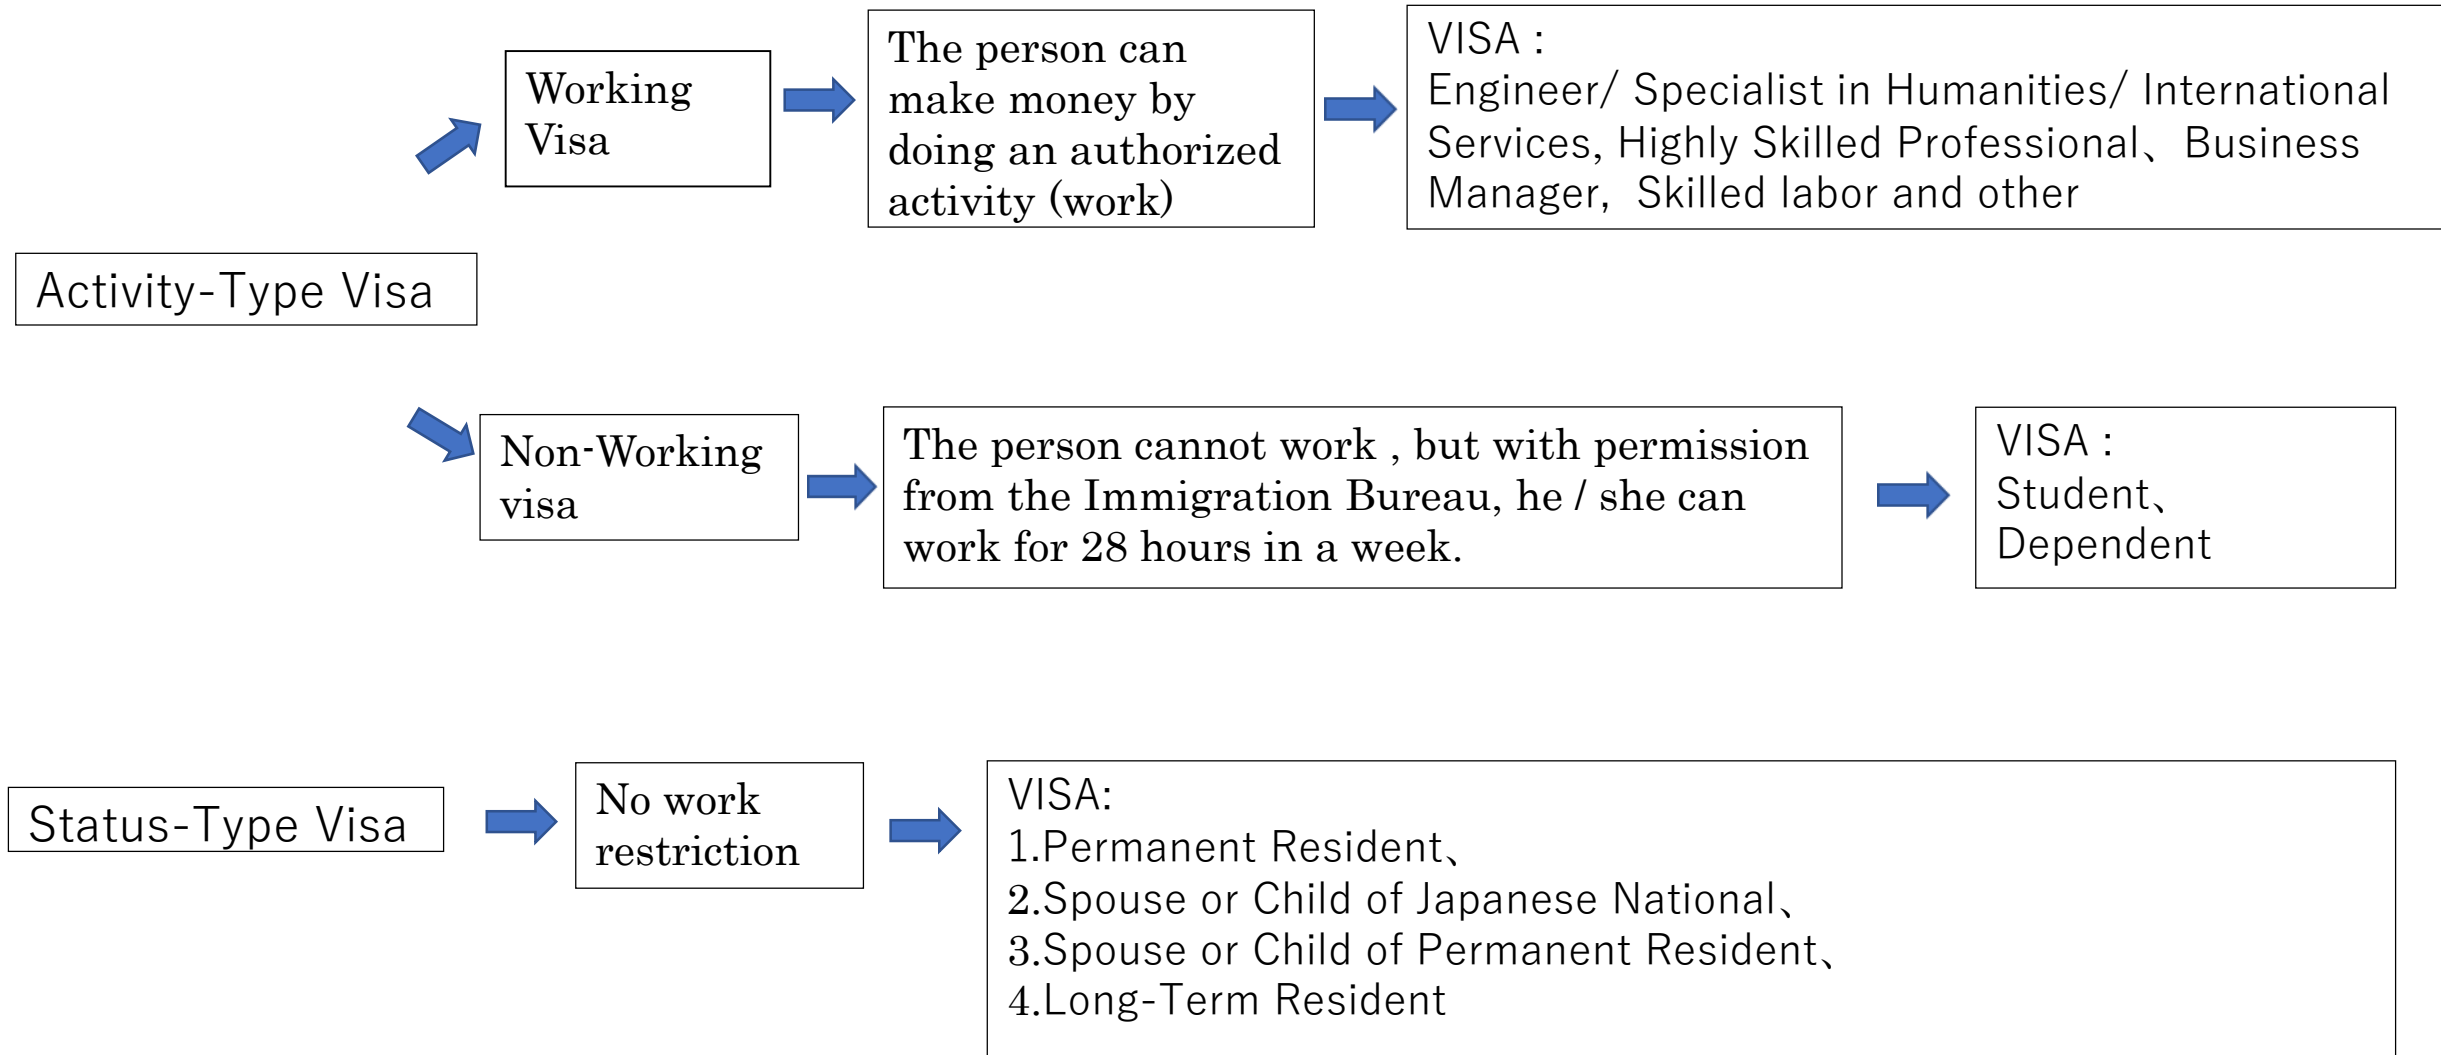 Working
Visa
The person can
make money by
doing an authorized
activity (work)
VISA :
Engineer/ Specialist in Humanities/ International
Services, Highly Skilled Professional、Business
Manager,  Skilled labor and other
Activity-Type Visa
Non-Working
visa
The person cannot work , but with permission
from the Immigration Bureau, he / she can
work for 28 hours in a week.
VISA :
Student、
Dependent
Status-Type Visa
No work
restriction
VISA:
1.Permanent Resident、
2.Spouse or Child of Japanese National、
3.Spouse or Child of Permanent Resident、
4.Long-Term Resident